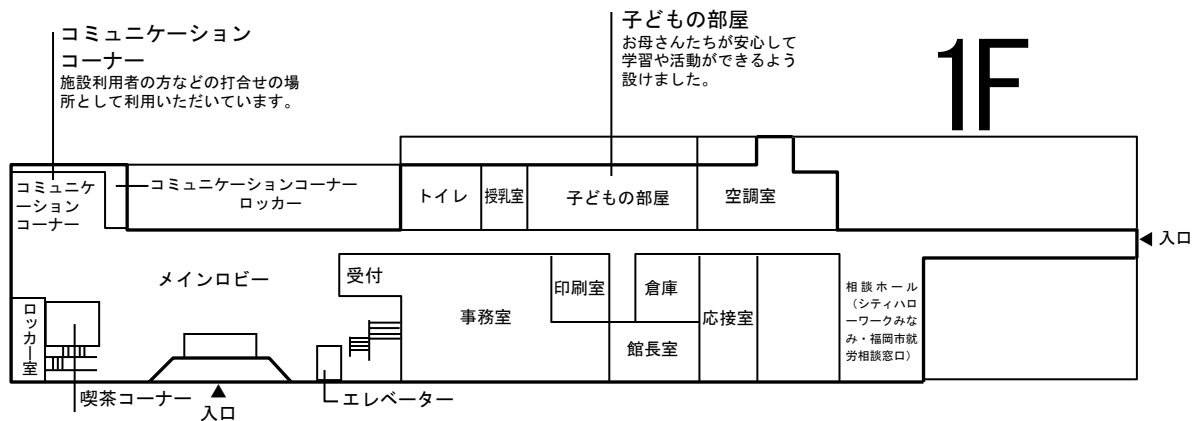 コミュニケーション
コーナー
施設利用者の方などの打合せの場
所として利用いただいています。
子どもの部屋
お母さんたちが安心して
学習や活動ができるよう
設けました。
1F
コミュニケ
ーション
コーナー
コミュニケーションコーナー
ロッカー
トイレ
授乳室
子どもの部屋
空調室
入口
メインロビー
受付
事務室
印刷室
倉庫
館長室
応接室
相談ホール
（シティハロ
ーワークみな
み・福岡市就
労相談窓口）
ロッカー室
喫茶コーナー
入口
エレベーター